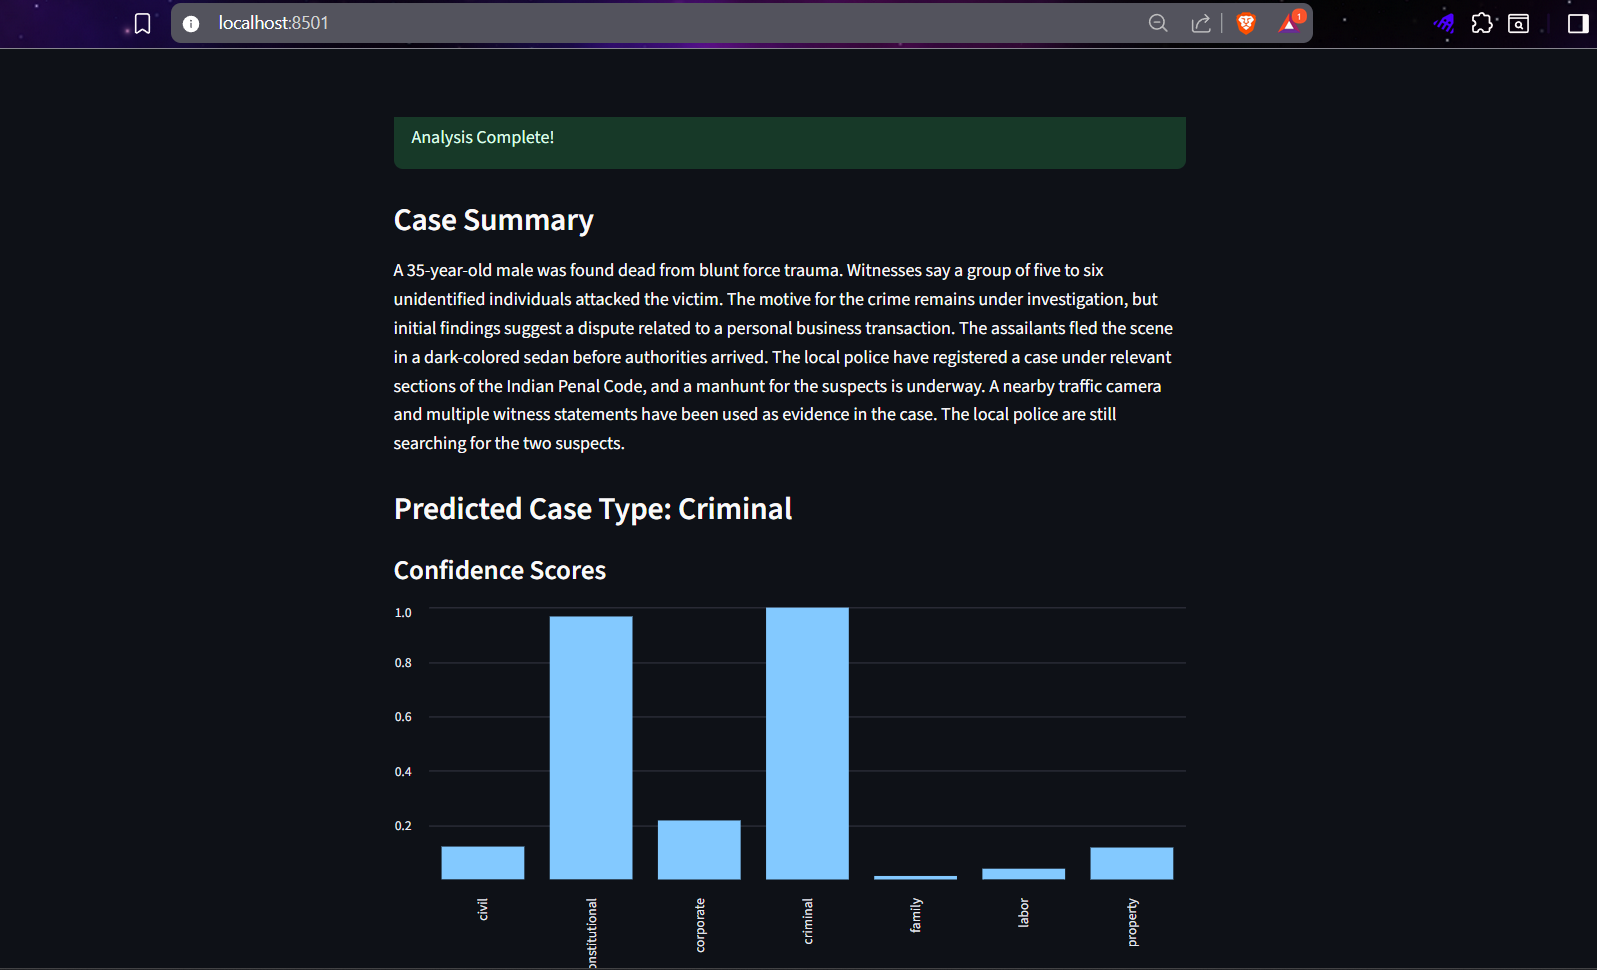 localhost:8501
1
Analysis Complete!
Case Summary
A 35-year-old male was found dead from blunt force trauma. Witnesses say a group of five to six
unidentified individuals attacked the victim. The motive for the crime remains under investigation, but
initial findings suggest a dispute related to a personal business transaction. The assailants fled the scene
in a dark-colored sedan before authorities arrived. The local police have registered a case under relevant
sections of the Indian Penal Code, and a manhunt for the suspects is underway. A nearby traffic camera
and multiple witness statements have been used as evidence in the case. The local police are still
searching for the two suspects.
Predicted Case Type: Criminal
Confidence Scores
1.0
0.8
0.6
0.4
0.2
civil
onstitutional
corporate
criminal
family
labor
property